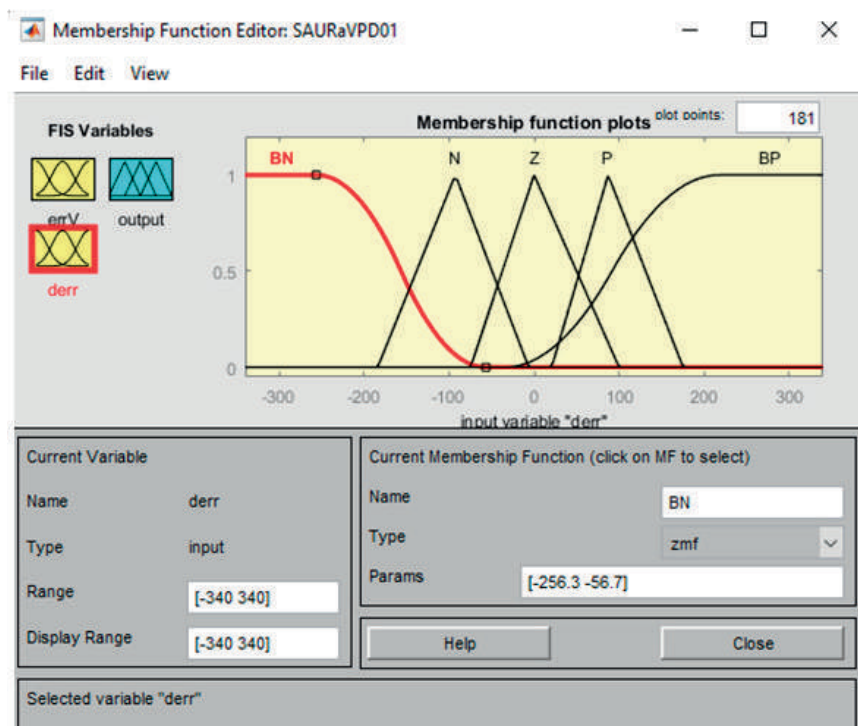 Membership Function Editor: SAURaVPD01
File Edit View
FIS Variables
errV
output
derr
Membership function plots
plot points:
181
BN N Z P BP
1
0.5
0
-300 -200 -100 0 100 200 300
input variable "derr"
Current Variable
Name derr
Type input
Range [-340 340]
Display Range [-340 340]
Current Membership Function (click on MF to select)
Name BN
Type zmf
Params [-256.3 -56.7]
Help Close
Selected variable "derr"